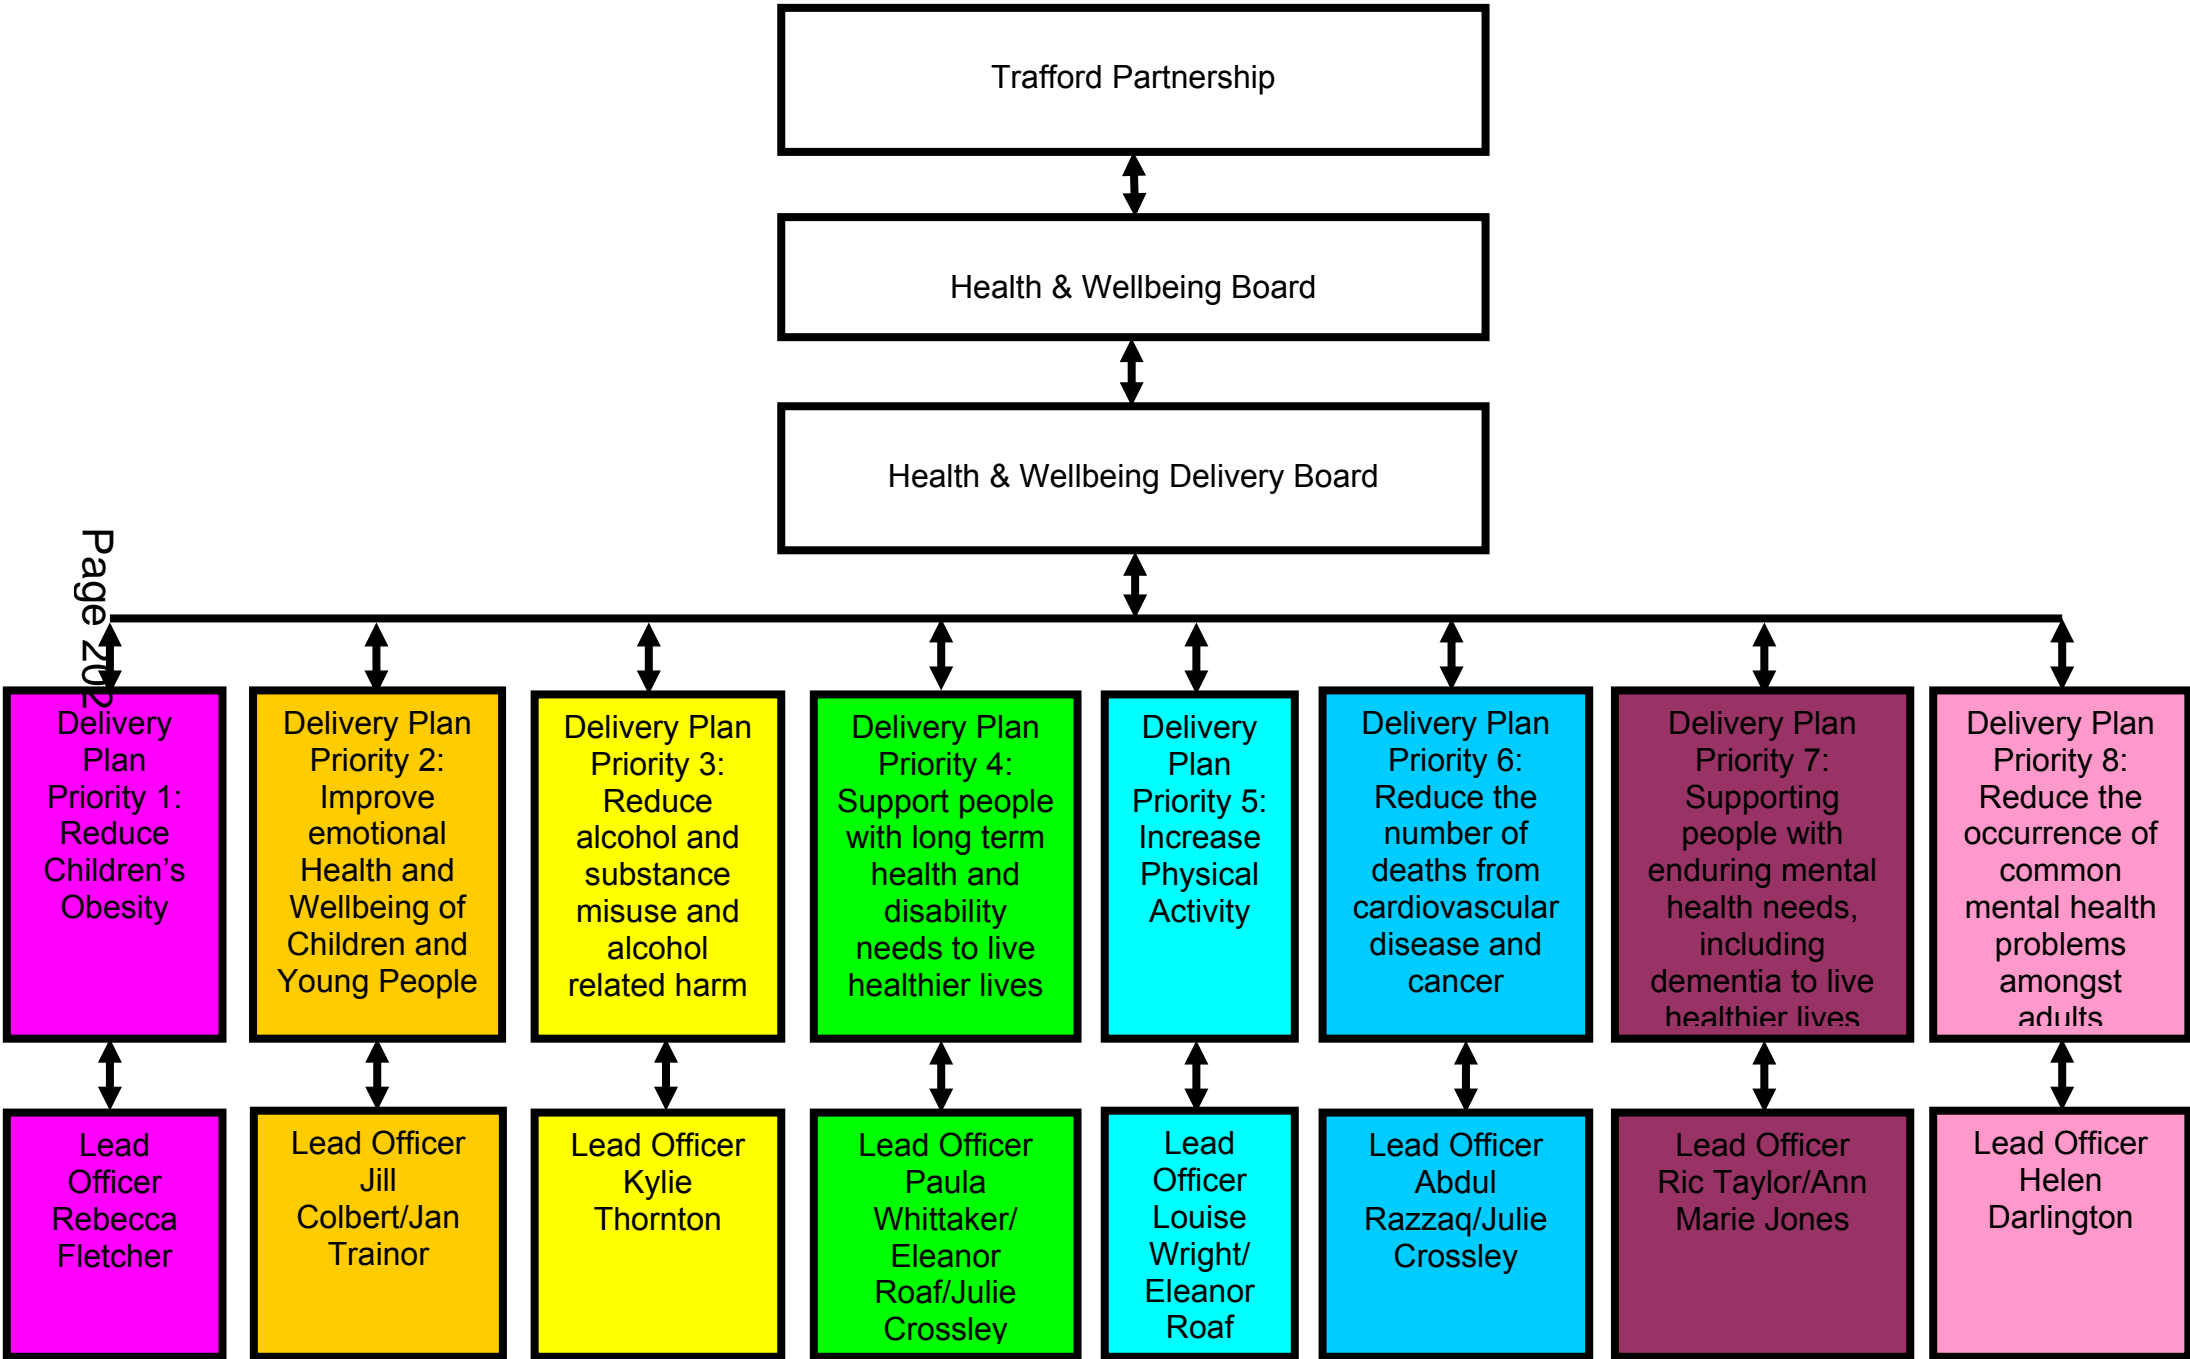 Trafford Partnership
Health & Wellbeing Board
Health & Wellbeing Delivery Board
Page 202
Delivery
Plan
Priority 1:
Reduce
Children’s
Obesity
Delivery Plan
Priority 2:
Improve
emotional
Health and
Wellbeing of
Children and
Young People
Delivery Plan
Priority 3:
Reduce
alcohol and
substance
misuse and
alcohol
related harm
Delivery Plan
Priority 4:
Support people
with long term
health and
disability
needs to live
healthier lives
Delivery
Plan
Priority 5:
Increase
Physical
Activity
Delivery Plan
Priority 6:
Reduce the
number of
deaths from
cardiovascular
disease and
cancer
Delivery Plan
Priority 7:
Supporting
people with
enduring mental
health needs,
including
dementia to live
healthier lives
Delivery Plan
Priority 8:
Reduce the
occurrence of
common
mental health
problems
amongst
adults
Lead
Officer
Rebecca
Fletcher
Lead Officer
Jill
Colbert/Jan
Trainor
Lead Officer
Kylie
Thornton
Lead Officer
Paula
Whittaker/
Eleanor
Roaf/Julie
Crossley
Lead
Officer
Louise
Wright/
Eleanor
Roaf
Lead Officer
Abdul
Razzaq/Julie
Crossley
Lead Officer
Ric Taylor/Ann
Marie Jones
Lead Officer
Helen
Darlington